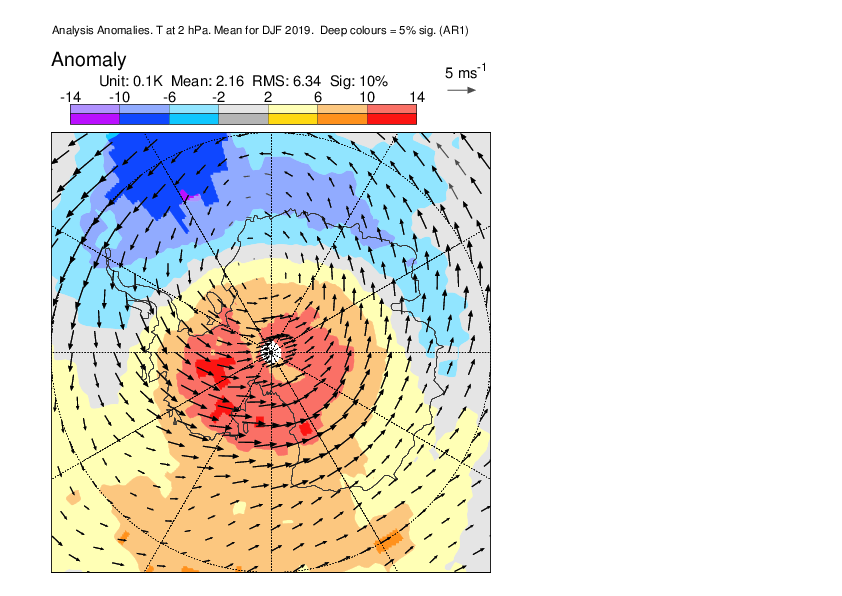 Analysis Anomalies. T at 2 hPa. Mean for DJF 2019. Deep colours = 5% sig. (AR1)
Anomaly
5 ms-1
Unit: 0.1K Mean: 2.16 RMS: 6.34 Sig: 10%
-14 -10 -6 -2 2 6 10 14